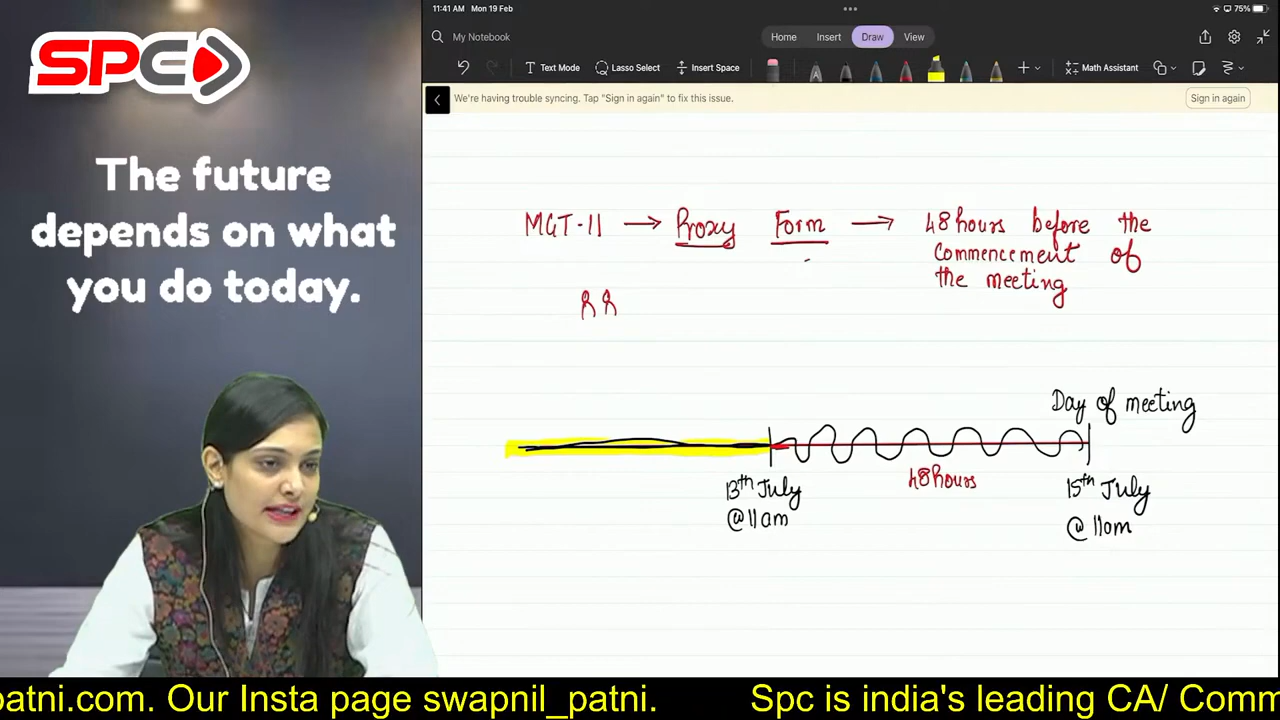 SPC
The future
depends on what
you do today.
11:41 AM Mon 19 Feb
75%
My Notebook
Home Insert Draw View
Text Mode Lasso Select Insert Space Math Assistant
We're having trouble syncing. Tap "Sign in again" to fix this issue. Sign in again
MGT-11 → Proxy Form → 48 hours before the
commencement of
the meeting
Day of meeting
48 hours
13th July
@ 11 am
15th July
@ 11am
patni.com. Our Insta page swapnil_patni. Spc is india's leading CA/ Comm